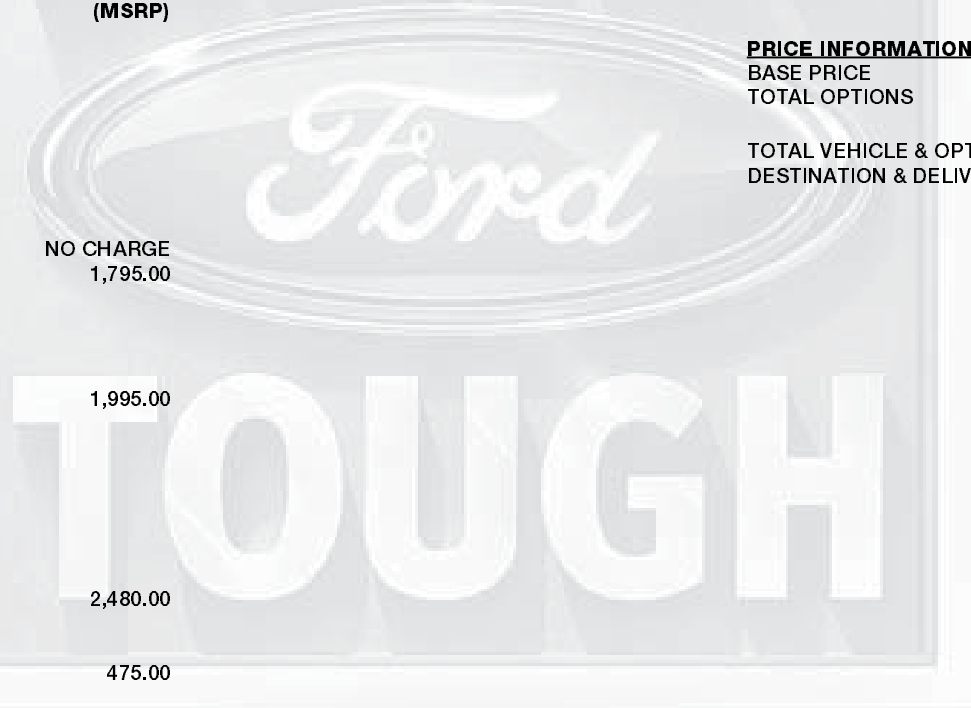 (MSRP)
PRICE INFORMATION
BASE PRICE
TOTAL OPTIONS
TOTAL VEHICLE & OPT
DESTINATION & DELIV
Ford
NO CHARGE
1,795.00
1,995.00
TOUGH
2,480.00
475.00